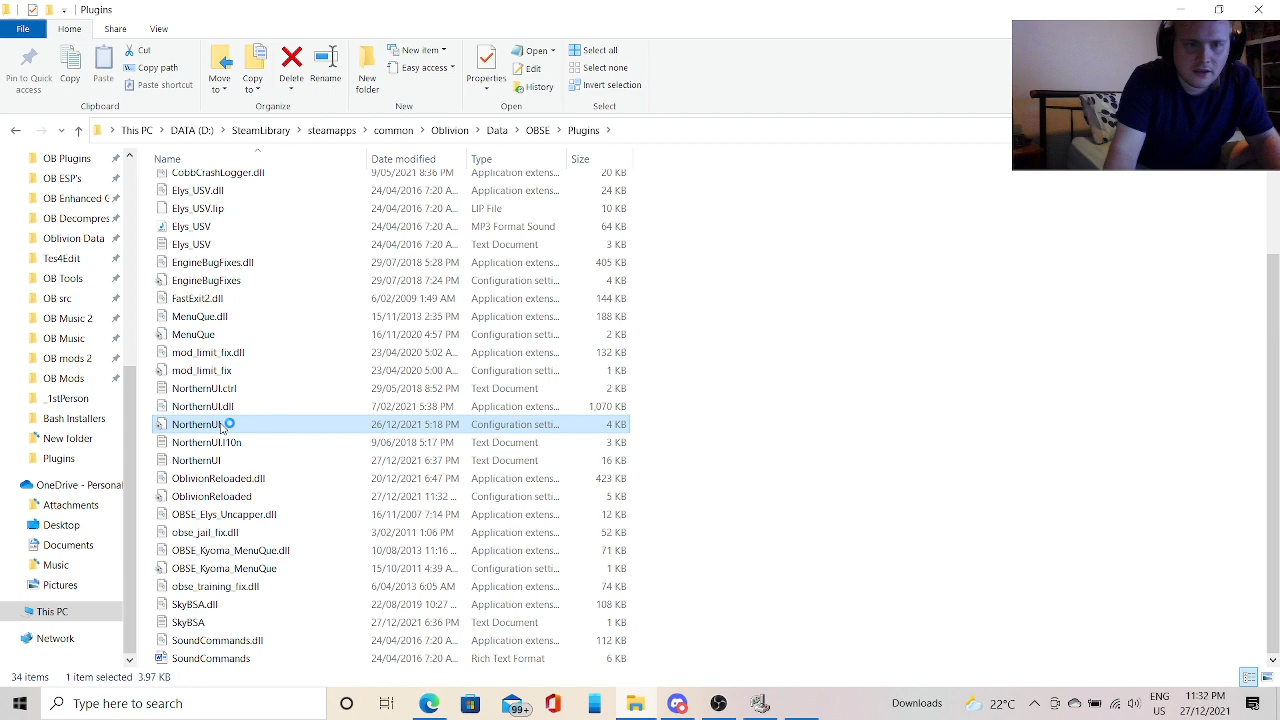 Plugins
File
Home
Share
View
Pin to Quick access
Copy
Paste
Cut
Copy path
Paste shortcut
Clipboard
Move to
Copy to
Delete
Rename
Organize
New folder
New item
Easy access
New
Properties
Open
Edit
History
Open
Select all
Select none
Invert selection
Select
This PC > DATA (D:) > SteamLibrary > steamapps > common > Oblivion > Data > OBSE > Plugins >
Name Date modified Type Size
OB Plugins
OB ESP's
OB Enhanced
OB Decompres
Oblivion Data
Tes4Edit
OB Tools
OB src
OB Music 2
OB Music
OB mods 2
OB Mods
_1stPerson
Bash Installers
New folder
Plugins
OneDrive - Personal
Attachments
Desktop
Documents
Music
Pictures
This PC
Network
CobbCrashLogger.dll 9/05/2021 8:36 PM Application extens... 20 KB
Elys_USV.dll 24/04/2016 7:20 A... Application extens... 24 KB
Elys_USV.lip 24/04/2016 7:20 A... LIP File 10 KB
Elys_USV 24/04/2016 7:20 A... MP3 Format Sound 64 KB
Elys_USV 24/04/2016 7:20 A... Text Document 3 KB
EngineBugFixes.dll 29/07/2018 5:28 PM Application extens... 405 KB
EngineBugFixes 29/07/2018 7:24 PM Configuration setti... 4 KB
FastExit2.dll 6/02/2009 1:49 AM Application extens... 144 KB
MenuQue.dll 15/11/2013 2:35 PM Application extens... 188 KB
MenuQue 16/11/2020 4:57 PM Configuration setti... 2 KB
mod_limit_fix.dll 23/04/2020 5:02 A... Application extens... 132 KB
mod_limit_fix 23/04/2020 5:00 A... Configuration setti... 1 KB
NorthernUI.ctrl 29/05/2018 8:52 PM Text Document 2 KB
NorthernUI.dll 7/02/2021 5:38 PM Application extens... 1,070 KB
NorthernUI 26/12/2021 5:18 PM Configuration setti... 4 KB
NorthernUI.l10n 9/06/2018 5:17 PM Text Document 3 KB
NorthernUI 27/12/2021 6:37 PM Text Document 16 KB
OblivionReloaded.dll 20/12/2021 6:47 PM Application extens... 423 KB
OblivionReloaded 27/12/2021 11:32 ... Configuration setti... 5 KB
OBSE_Elys_Uncapper.dll 16/11/2007 7:14 PM Application extens... 12 KB
obse_jail_fix.dll 3/02/2011 1:06 PM Application extens... 52 KB
OBSE_Kyoma_MenuQue.dll 10/08/2013 11:16 ... Application extens... 71 KB
OBSE_Kyoma_MenuQue 15/10/2011 4:39 A... Configuration setti... 1 KB
obse_training_fix.dll 6/04/2013 6:05 AM Application extens... 74 KB
SkyBSA.dll 22/08/2019 10:27 ... Application extens... 108 KB
SkyBSA 27/12/2021 6:36 PM Text Document 1 KB
SoundCommands.dll 24/04/2016 7:20 A... Application extens... 112 KB
SoundCommands 24/04/2016 7:20 A... Rich Text Format 6 KB
34 items 1 item selected 3.97 KB
Type here to search
99+
Downloads
22°C
ENG
11:32 PM
27/12/2021